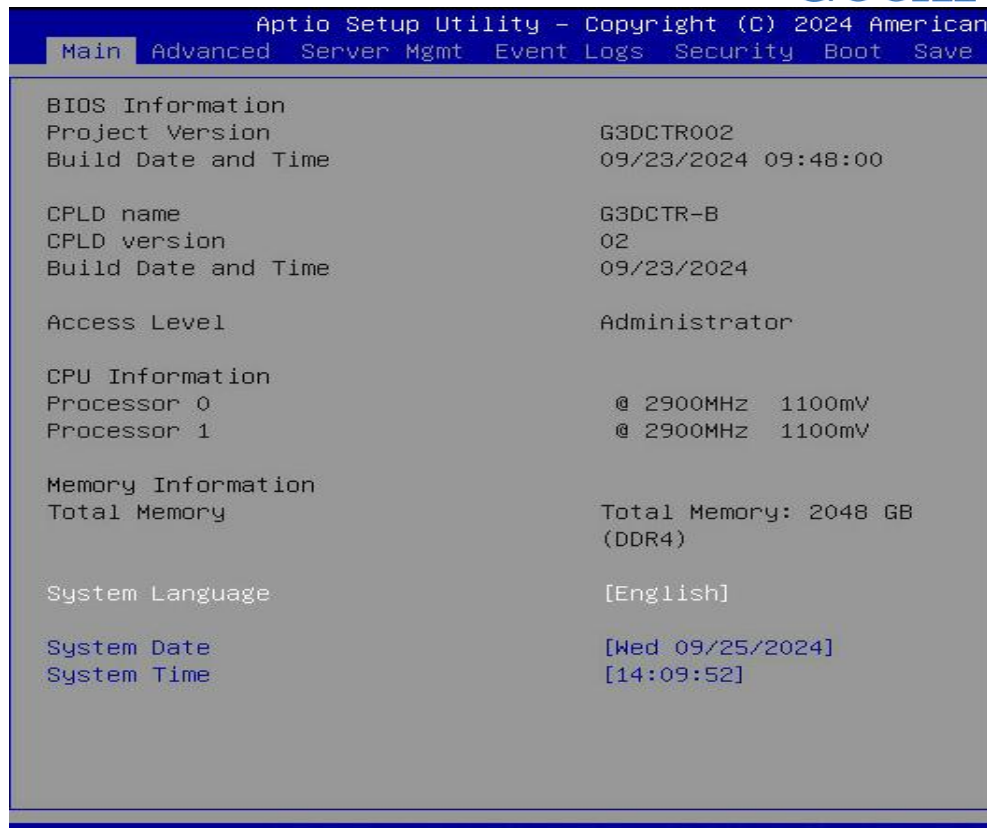 Aptio Setup Utility – Copyright (C) 2024 American
Main Advanced Server Mgmt Event Logs Security Boot Save
BIOS Information
Project Version G3DCTR002
Build Date and Time 09/23/2024 09:48:00
CPLD name G3DCTR-B
CPLD version 02
Build Date and Time 09/23/2024
Access Level Administrator
CPU Information
Processor 0 @ 2900MHz 1100mV
Processor 1 @ 2900MHz 1100mV
Memory Information
Total Memory Total Memory: 2048 GB
(DDR4)
System Language [English]
System Date [Wed 09/25/2024]
System Time [14:09:52]